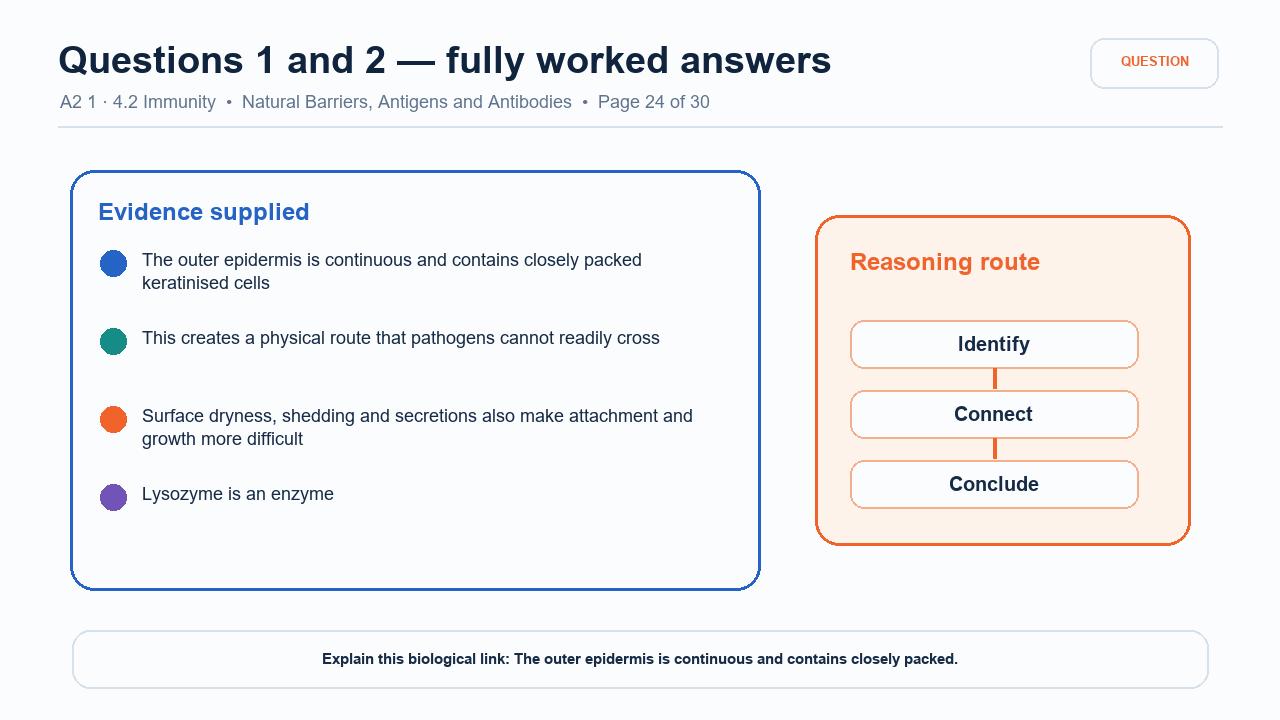 Questions 1 and 2 — fully worked answers
QUESTION
A2 1 · 4.2 Immunity • Natural Barriers, Antigens and Antibodies • Page 24 of 30
Evidence supplied
The outer epidermis is continuous and contains closely packed
keratinised cells
This creates a physical route that pathogens cannot readily cross
Surface dryness, shedding and secretions also make attachment and
growth more difficult
Lysozyme is an enzyme
Reasoning route
Identify
Connect
Conclude
Explain this biological link: The outer epidermis is continuous and contains closely packed.